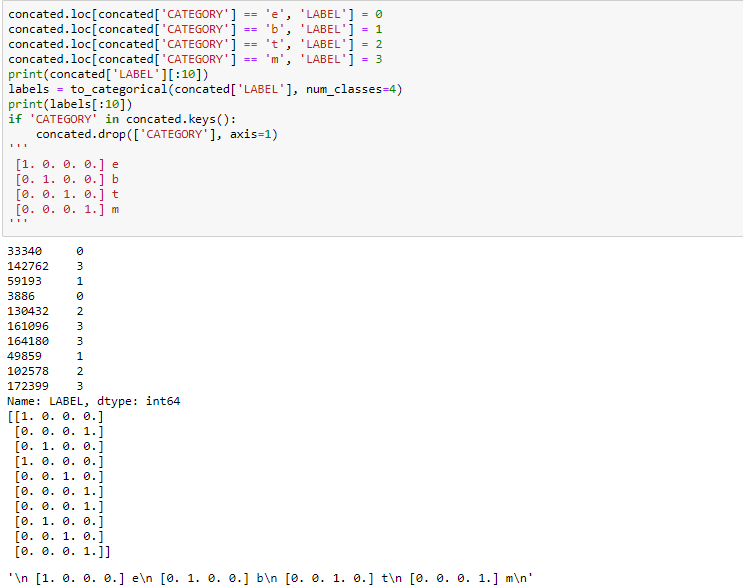 concated.loc[concated['CATEGORY'] == 'e', 'LABEL'] = 0
concated.loc[concated['CATEGORY'] == 'b', 'LABEL'] = 1
concated.loc[concated['CATEGORY'] == 't', 'LABEL'] = 2
concated.loc[concated['CATEGORY'] == 'm', 'LABEL'] = 3
print(concated['LABEL'][:10])
labels = to_categorical(concated['LABEL'], num_classes=4)
print(labels[:10])
if 'CATEGORY' in concated.keys():
    concated.drop(['CATEGORY'], axis=1)
'''
 [1. 0. 0. 0.] e
 [0. 1. 0. 0.] b
 [0. 0. 1. 0.] t
 [0. 0. 0. 1.] m
'''
33340     0
142762    3
59193     1
3886      0
130432    2
161096    3
164180    3
49859     1
102578    2
172399    3
Name: LABEL, dtype: int64
[[1. 0. 0. 0.]
 [0. 0. 0. 1.]
 [0. 1. 0. 0.]
 [1. 0. 0. 0.]
 [0. 0. 1. 0.]
 [0. 0. 0. 1.]
 [0. 0. 0. 1.]
 [0. 1. 0. 0.]
 [0. 0. 1. 0.]
 [0. 0. 0. 1.]]
'\n [1. 0. 0. 0.] e\n [0. 1. 0. 0.] b\n [0. 0. 1. 0.] t\n [0. 0. 0. 1.] m\n'